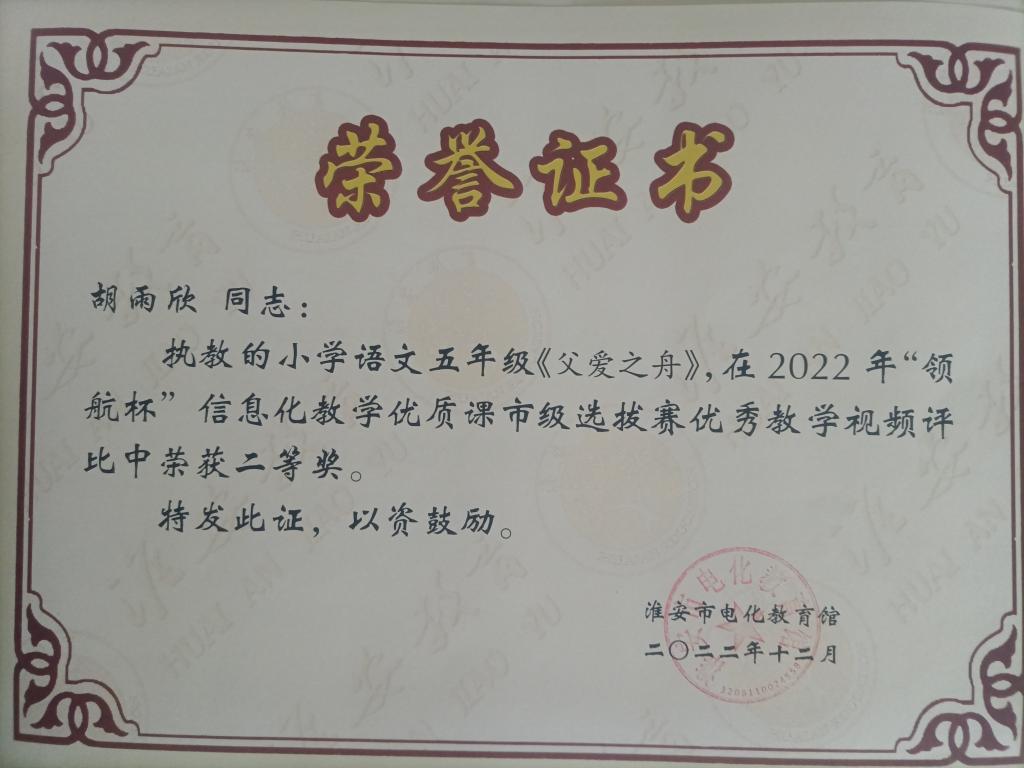 荣誉证书
胡雨欣 同志：
执教的小学语文五年级《父爱之舟》，在 2022 年“领
航杯”信息化教学优质课市级选拔赛优秀教学视频评
比中荣获二等奖。
特发此证，以资鼓励。
淮安市电化教育馆
二〇二二年十二月